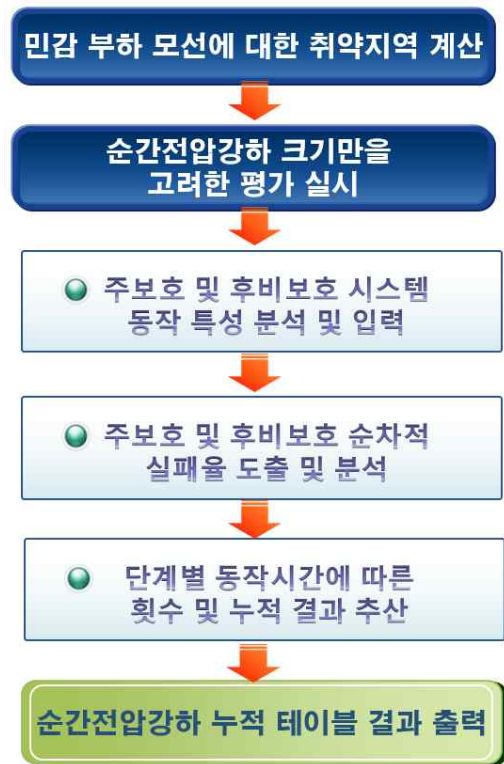 민감 부하 모선에 대한 취약지역 계산
순간전압강하 크기만을
고려한 평가 실시
주보호 및 후비보호 시스템
동작 특성 분석 및 입력
주보호 및 후비보호 순차적
실패율 도출 및 분석
단계별 동작시간에 따른
횟수 및 누적 결과 추산
순간전압강하 누적 테이블 결과 출력